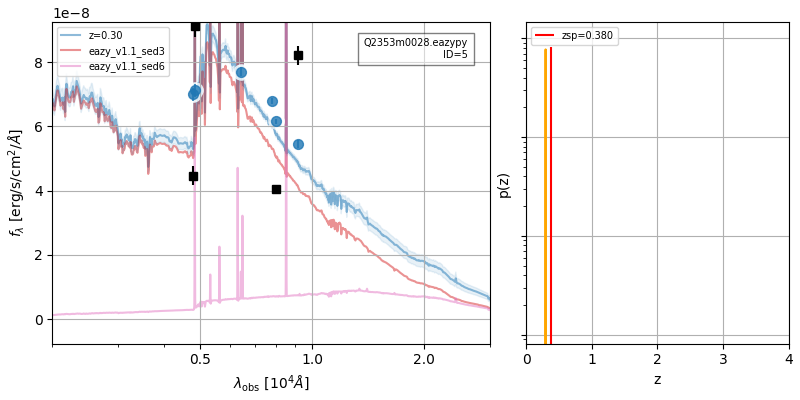 1e−8
z=0.30
eazy_v1.1_sed3
eazy_v1.1_sed6
Q2353m0028.eazypy
ID=5
8
6
4
2
0
fλ [erg/s/cm²/Å]
0.5
1.0
2.0
λobs [10⁴Å]
zsp=0.380
p(z)
0
1
2
3
4
z